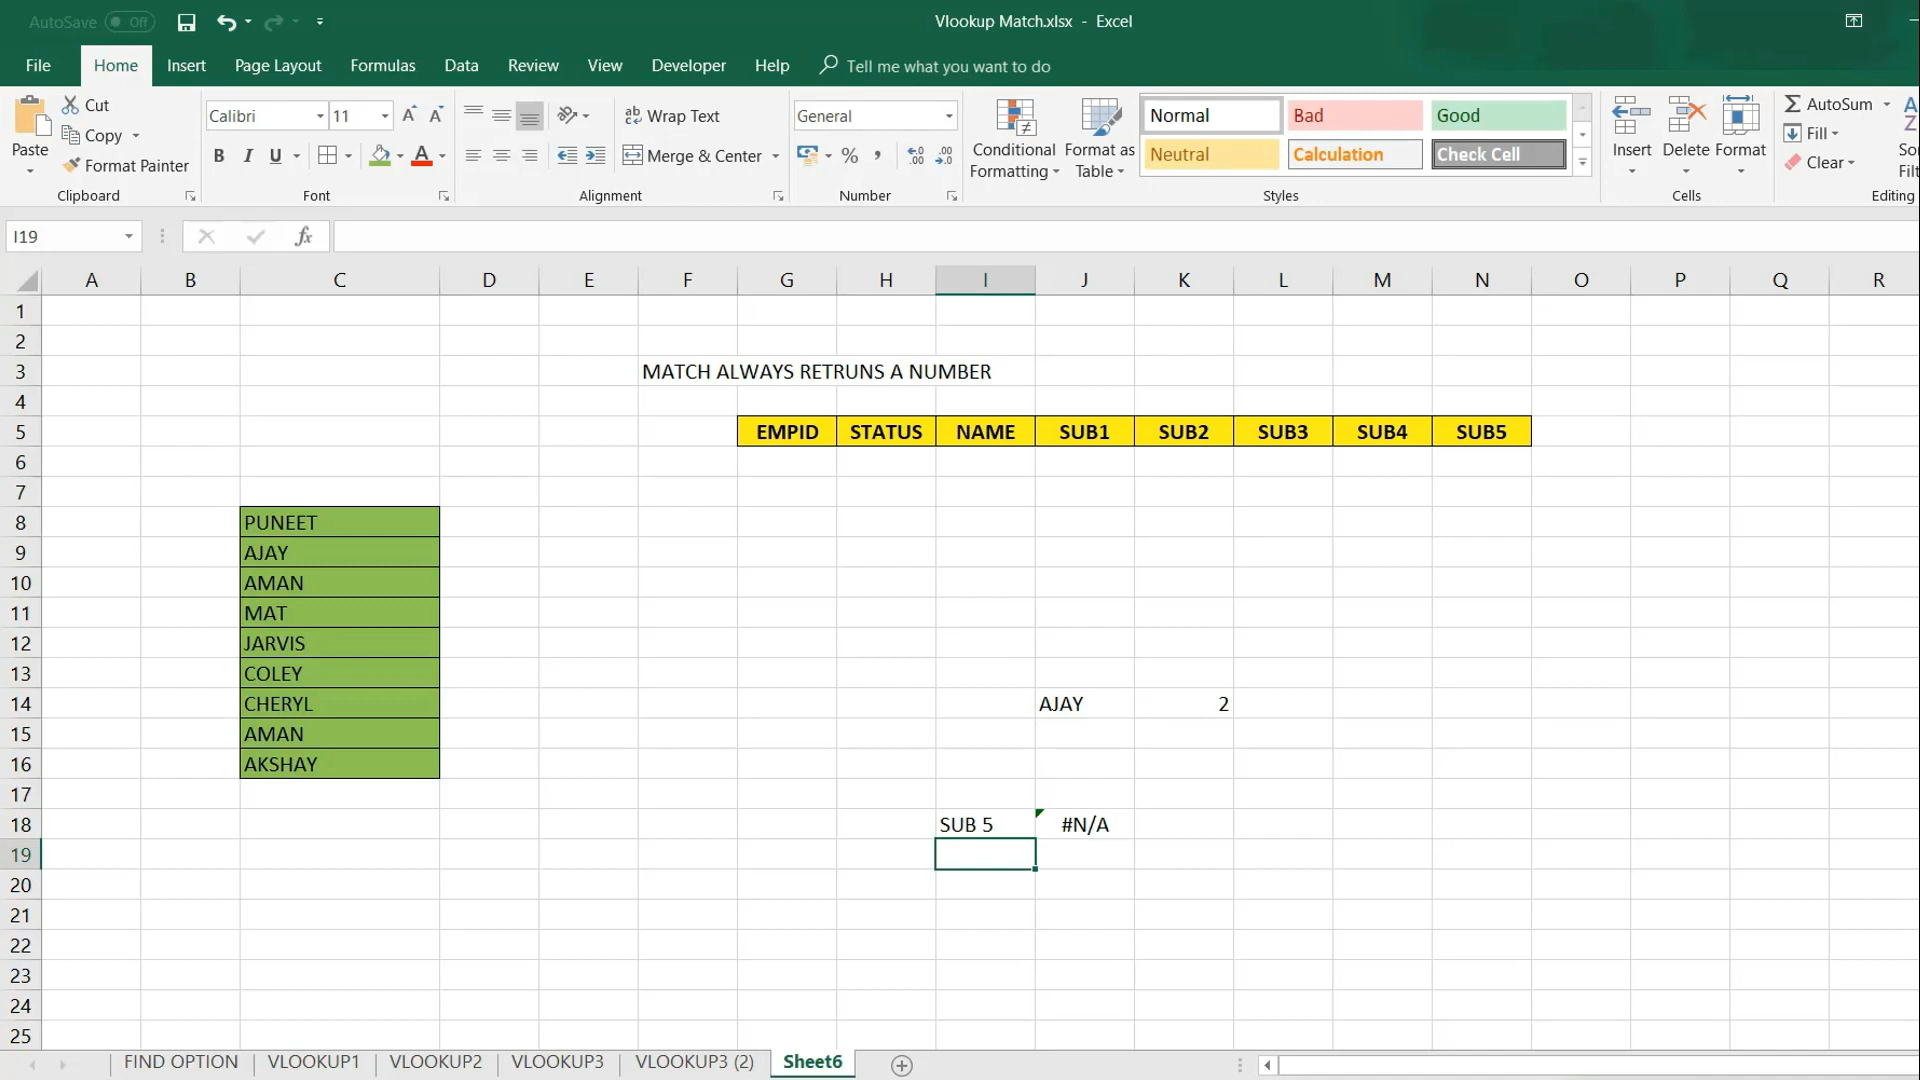 AutoSave Off
Vlookup Match.xlsx - Excel
File Home Insert Page Layout Formulas Data Review View Developer Help Tell me what you want to do
Paste
Cut
Copy
Format Painter
Clipboard
Calibri 11
B I U
Font
Wrap Text
Merge & Center
Alignment
General
Number
Conditional Formatting
Format as Table
Normal Bad Good
Neutral Calculation Check Cell
Styles
Insert Delete Format
Cells
AutoSum
Fill
Clear
Editing
I19 fx
A B C D E F G H I J K L M N O P Q R
1
2
3 MATCH ALWAYS RETRUNS A NUMBER
4
5 EMPID STATUS NAME SUB1 SUB2 SUB3 SUB4 SUB5
6
7
8 PUNEET
9 AJAY
10 AMAN
11 MAT
12 JARVIS
13 COLEY
14 CHERYL AJAY 2
15 AMAN
16 AKSHAY
17
18 SUB 5 #N/A
19
20
21
22
23
24
25
FIND OPTION VLOOKUP1 VLOOKUP2 VLOOKUP3 VLOOKUP3 (2) Sheet6